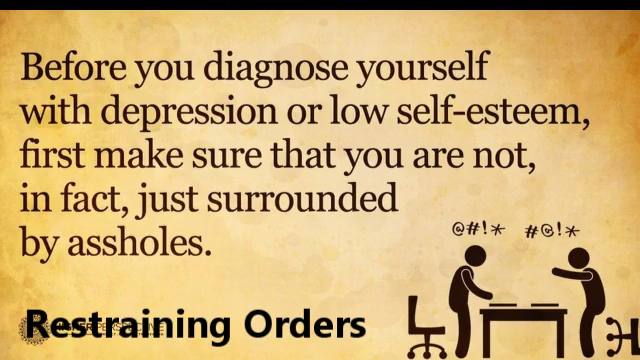 Before you diagnose yourself
with depression or low self-esteem,
first make sure that you are not,
in fact, just surrounded
by assholes.
@#!* #@!*
Restraining Orders